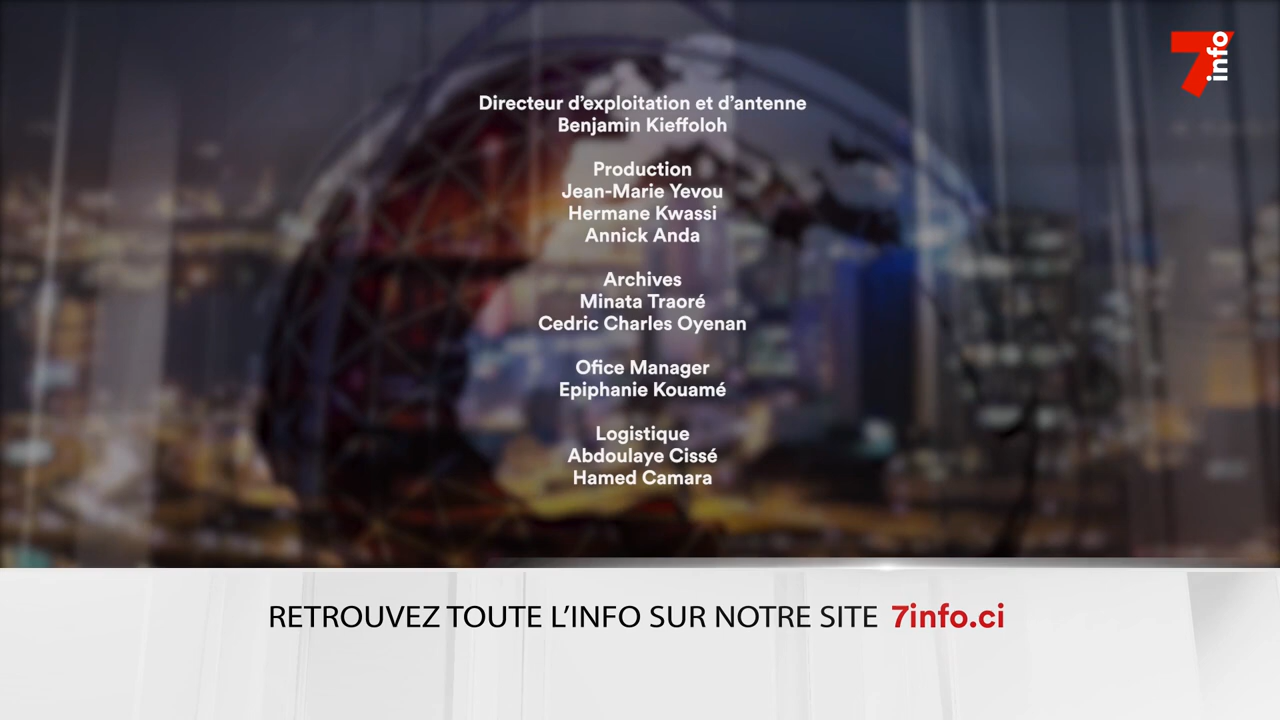 7info
Directeur d'exploitation et d'antenne
Benjamin Kieffoloh
Production
Jean-Marie Yevou
Hermane Kwassi
Annick Anda
Archives
Minata Traoré
Cedric Charles Oyenan
Ofice Manager
Epiphanie Kouamé
Logistique
Abdoulaye Cissé
Hamed Camara
RETROUVEZ TOUTE L'INFO SUR NOTRE SITE 7info.ci